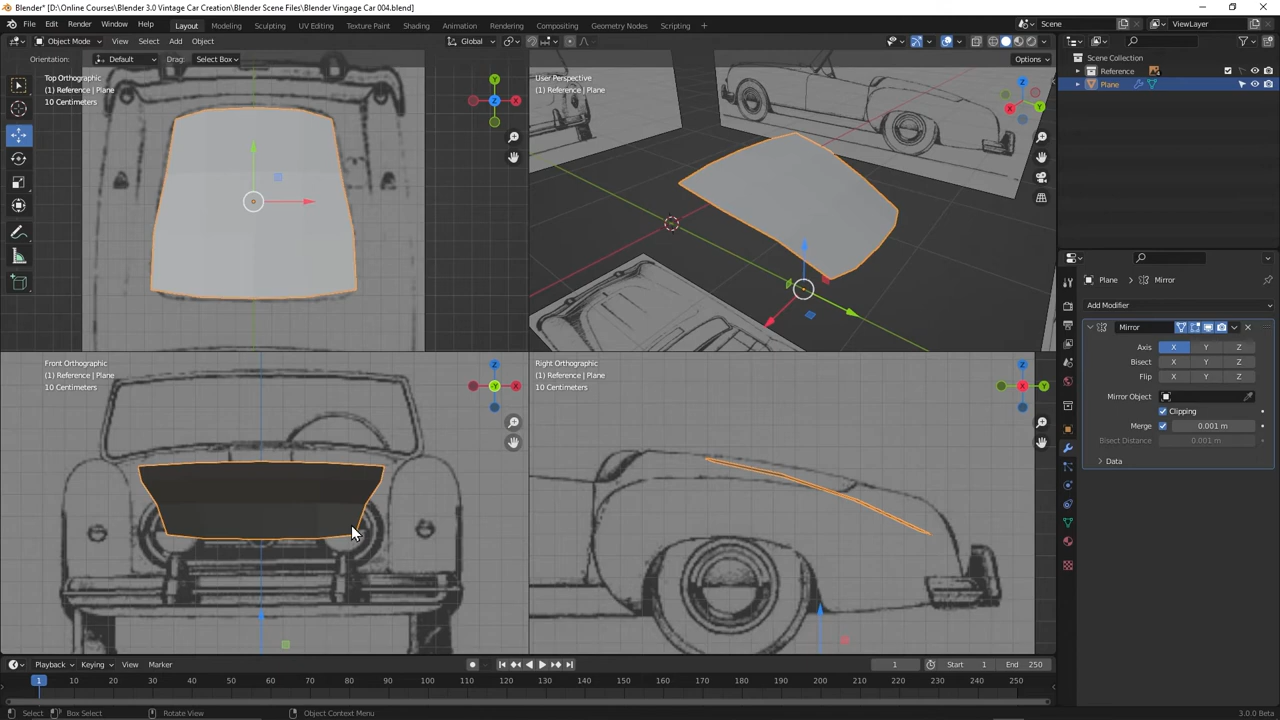 Blender* [D:\Online Courses\Blender 3.0 Vintage Car Creation\Blender Scene Files\Blender Vingage Car 004.blend]
File Edit Render Window Help Layout Modeling Sculpting UV Editing Texture Paint Shading Animation Rendering Compositing Geometry Nodes Scripting + Scene ViewLayer
Object Mode View Select Add Object Global
Orientation: Default Drag: Select Box Options
Top Orthographic
(1) Reference | Plane
10 Centimeters
User Perspective
(1) Reference | Plane
Front Orthographic
(1) Reference | Plane
10 Centimeters
Right Orthographic
(1) Reference | Plane
10 Centimeters
Scene Collection
Reference
Plane
Plane > Mirror
Add Modifier
Mirror
Axis X Y Z
Bisect X Y Z
Flip X Y Z
Mirror Object
Clipping
Merge 0.001 m
Bisect Distance 0.001 m
Data
Playback Keying View Marker 1 Start 1 End 250
1 10 20 30 40 50 60 70 80 90 100 110 120 130 140 150 160 170 180 190 200 210 220 230 240 250
Select Box Select Rotate View Object Context Menu 3.0.0 Beta